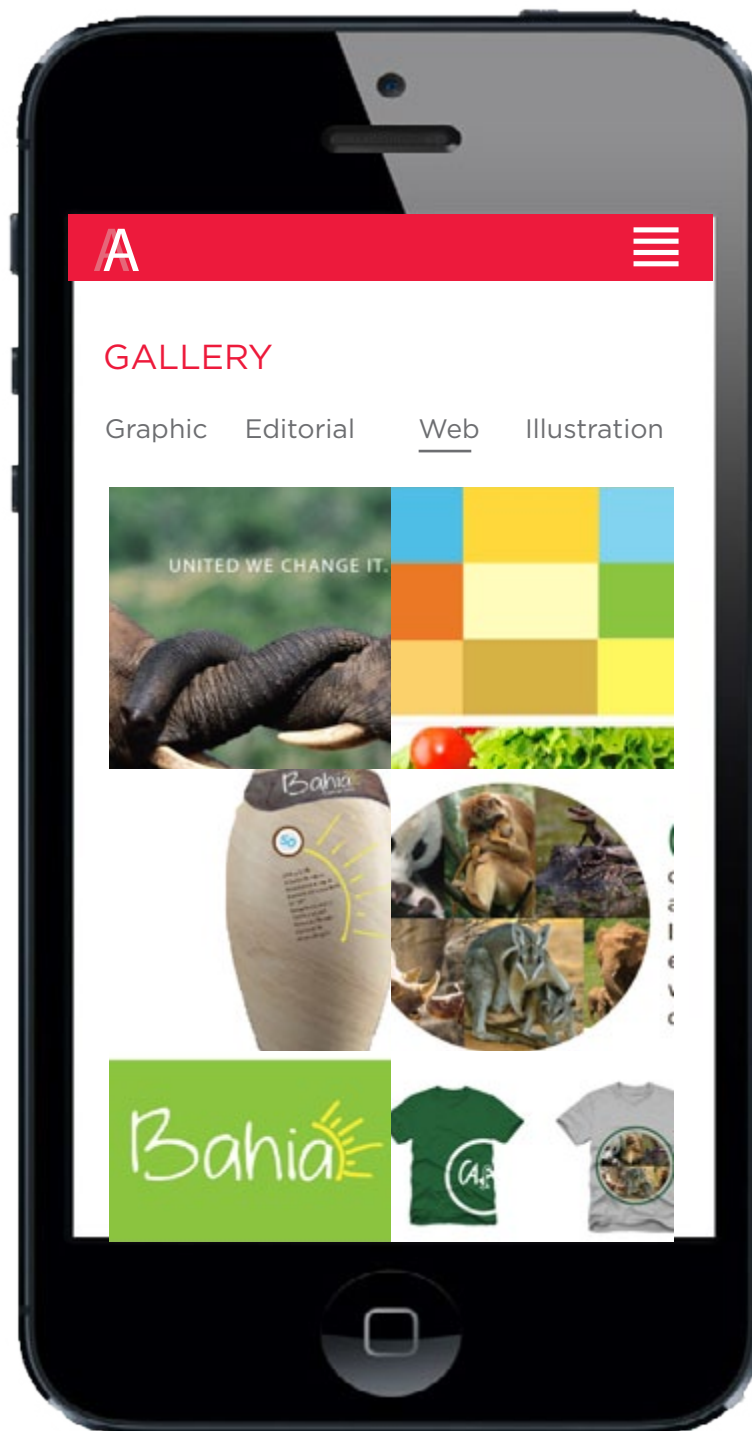 A
GALLERY
Graphic Editorial Web Illustration
UNITED WE CHANGE IT.
Bahia
Bahia